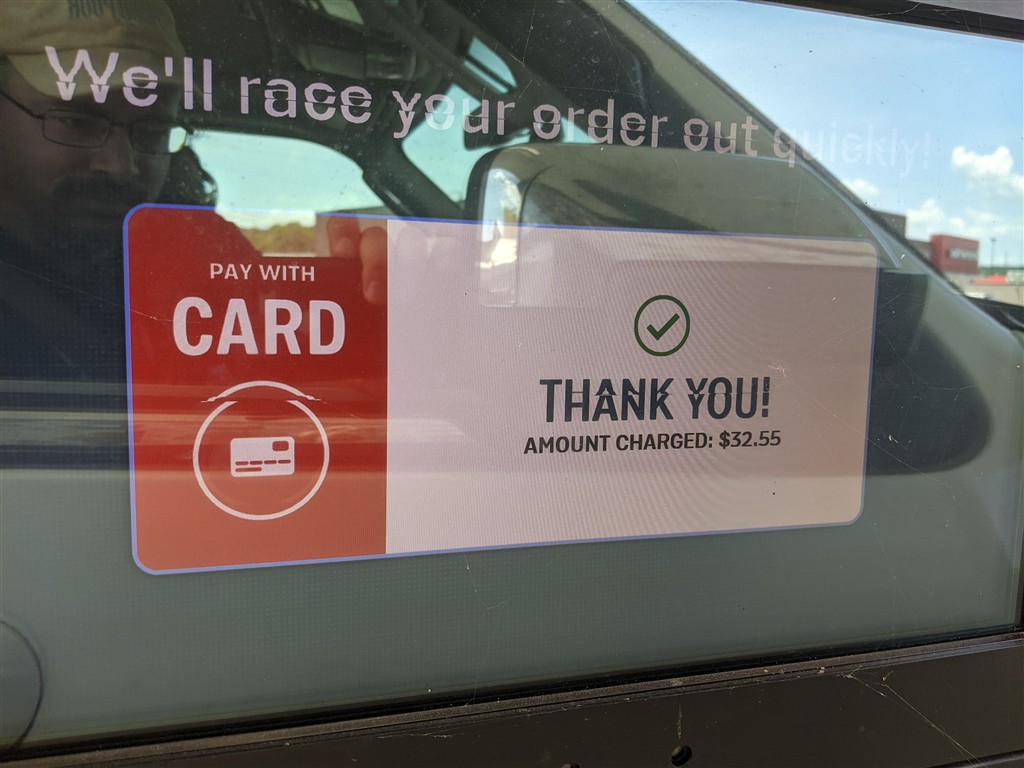 We'll race your order out quickly!
PAY WITH
CARD
THANK YOU!
AMOUNT CHARGED: $32.55